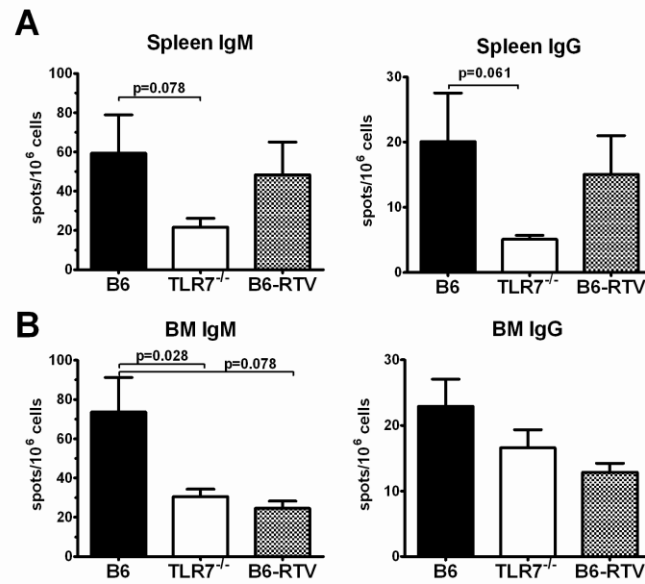 A
Spleen IgM
spots/10⁶ cells
100
80
60
40
20
0
p=0.078
B6
TLR7⁻/⁻
B6-RTV
Spleen IgG
spots/10⁶ cells
30
20
10
0
p=0.061
B6
TLR7⁻/⁻
B6-RTV
B
BM IgM
spots/10⁶ cells
100
80
60
40
20
0
p=0.028
p=0.078
B6
TLR7⁻/⁻
B6-RTV
BM IgG
spots/10⁶ cells
30
20
10
0
B6
TLR7⁻/⁻
B6-RTV